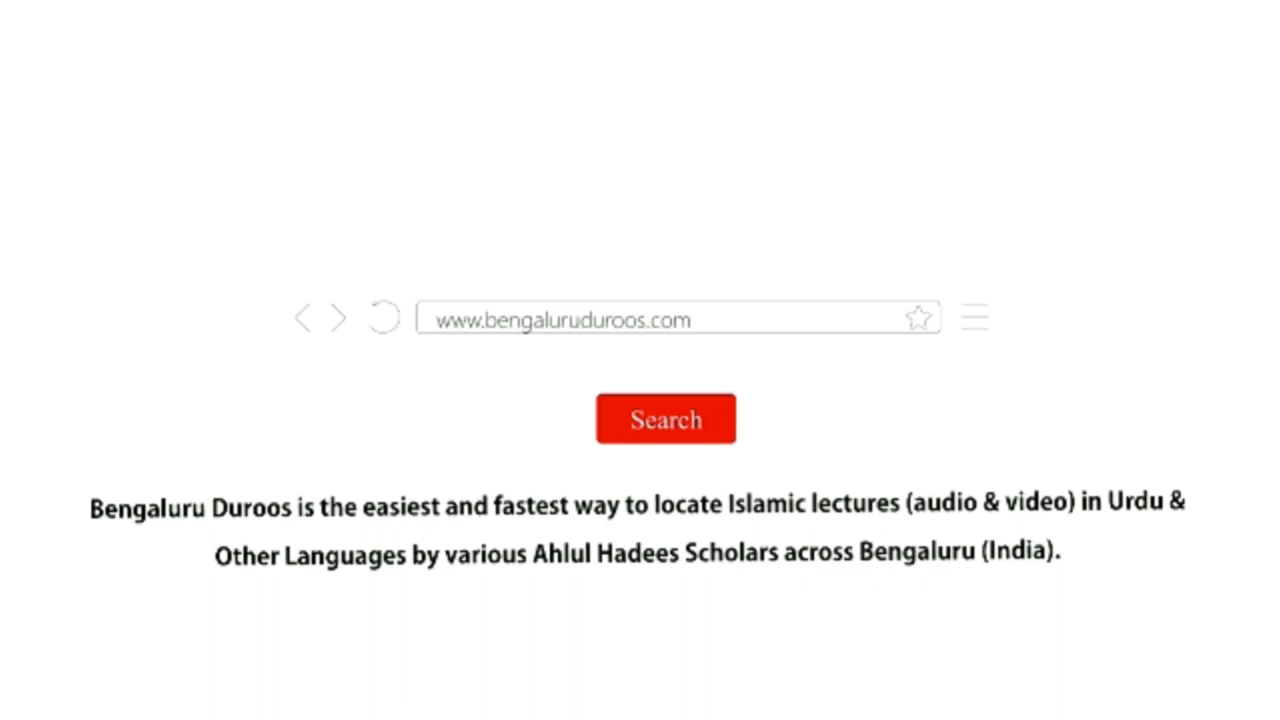 www.bengaluruduroos.com
Search
Bengaluru Duroos is the easiest and fastest way to locate Islamic lectures (audio & video) in Urdu &
Other Languages by various Ahlul Hadees Scholars across Bengaluru (India).